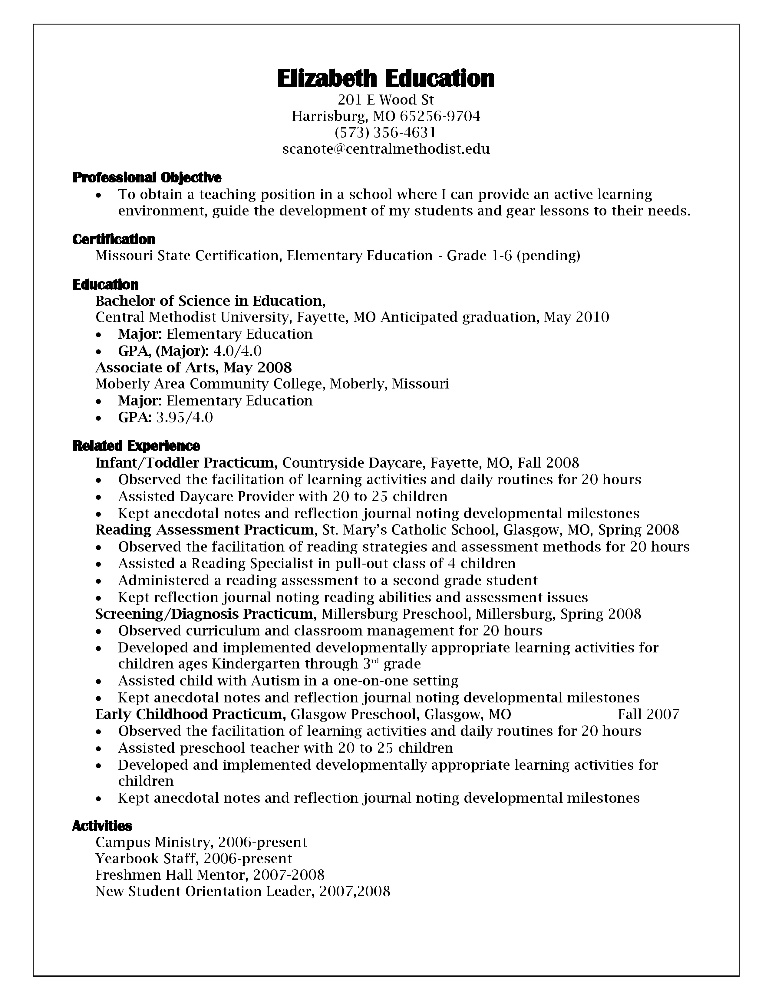 Elizabeth Education
201 E Wood St
Harrisburg, MO 65256-9704
(573) 356-4631
scanote@centralmethodist.edu
Professional Objective
• To obtain a teaching position in a school where I can provide an active learning
environment, guide the development of my students and gear lessons to their needs.
Certification
Missouri State Certification, Elementary Education - Grade 1-6 (pending)
Education
Bachelor of Science in Education,
Central Methodist University, Fayette, MO Anticipated graduation, May 2010
• Major: Elementary Education
• GPA, (Major): 4.0/4.0
Associate of Arts, May 2008
Moberly Area Community College, Moberly, Missouri
• Major: Elementary Education
• GPA: 3.95/4.0
Related Experience
Infant/Toddler Practicum, Countryside Daycare, Fayette, MO, Fall 2008
• Observed the facilitation of learning activities and daily routines for 20 hours
• Assisted Daycare Provider with 20 to 25 children
• Kept anecdotal notes and reflection journal noting developmental milestones
Reading Assessment Practicum, St. Mary's Catholic School, Glasgow, MO, Spring 2008
• Observed the facilitation of reading strategies and assessment methods for 20 hours
• Assisted a Reading Specialist in pull-out class of 4 children
• Administered a reading assessment to a second grade student
• Kept reflection journal noting reading abilities and assessment issues
Screening/Diagnosis Practicum, Millersburg Preschool, Millersburg, Spring 2008
• Observed curriculum and classroom management for 20 hours
• Developed and implemented developmentally appropriate learning activities for
children ages Kindergarten through 3rd grade
• Assisted child with Autism in a one-on-one setting
• Kept anecdotal notes and reflection journal noting developmental milestones
Early Childhood Practicum, Glasgow Preschool, Glasgow, MO Fall 2007
• Observed the facilitation of learning activities and daily routines for 20 hours
• Assisted preschool teacher with 20 to 25 children
• Developed and implemented developmentally appropriate learning activities for
children
• Kept anecdotal notes and reflection journal noting developmental milestones
Activities
Campus Ministry, 2006-present
Yearbook Staff, 2006-present
Freshmen Hall Mentor, 2007-2008
New Student Orientation Leader, 2007,2008